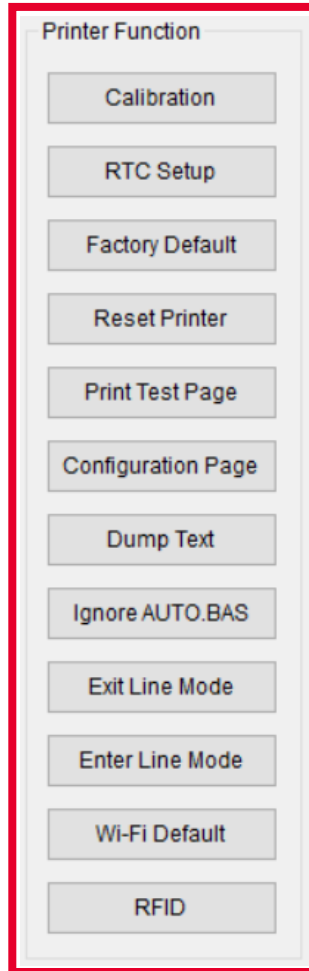 Printer Function
Calibration
RTC Setup
Factory Default
Reset Printer
Print Test Page
Configuration Page
Dump Text
Ignore AUTO.BAS
Exit Line Mode
Enter Line Mode
Wi-Fi Default
RFID